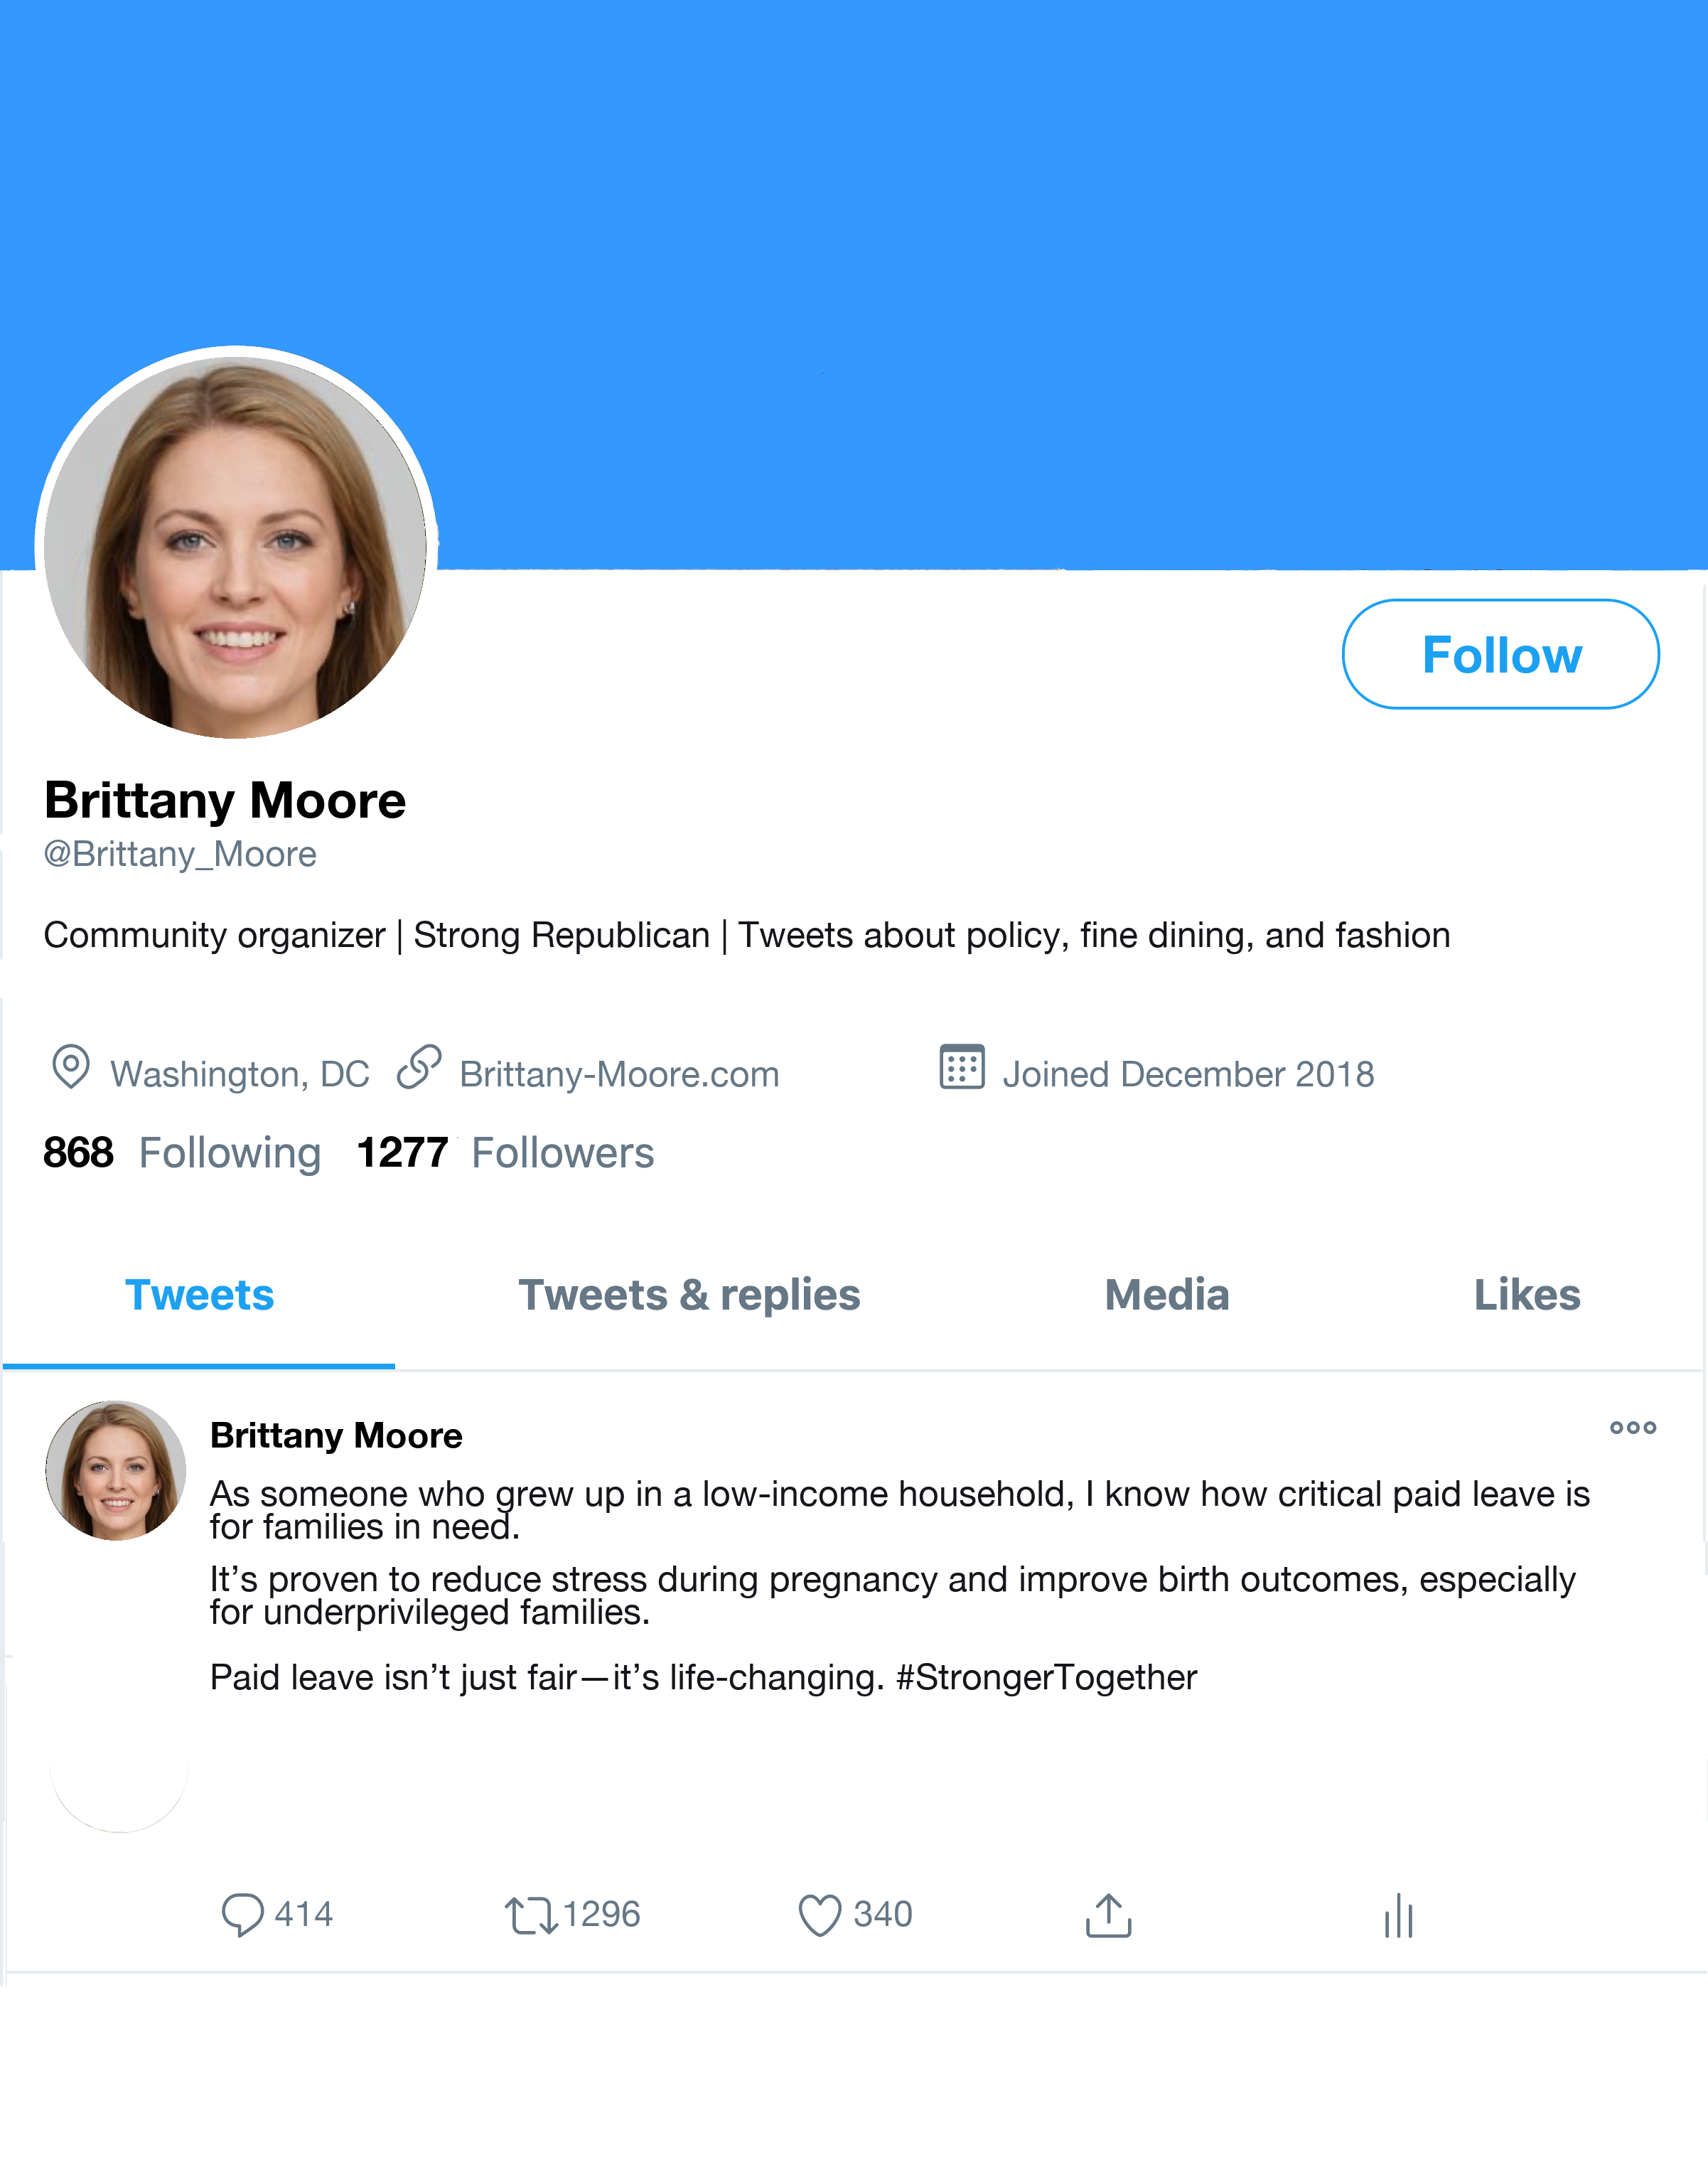 Follow
Brittany Moore
@Brittany_Moore
Community organizer | Strong Republican | Tweets about policy, fine dining, and fashion
Washington, DC Brittany-Moore.com Joined December 2018
868 Following 1277 Followers
Tweets Tweets & replies Media Likes
Brittany Moore
As someone who grew up in a low-income household, I know how critical paid leave is
for families in need.
It’s proven to reduce stress during pregnancy and improve birth outcomes, especially
for underprivileged families.
Paid leave isn’t just fair—it’s life-changing. #StrongerTogether
414 1296 340